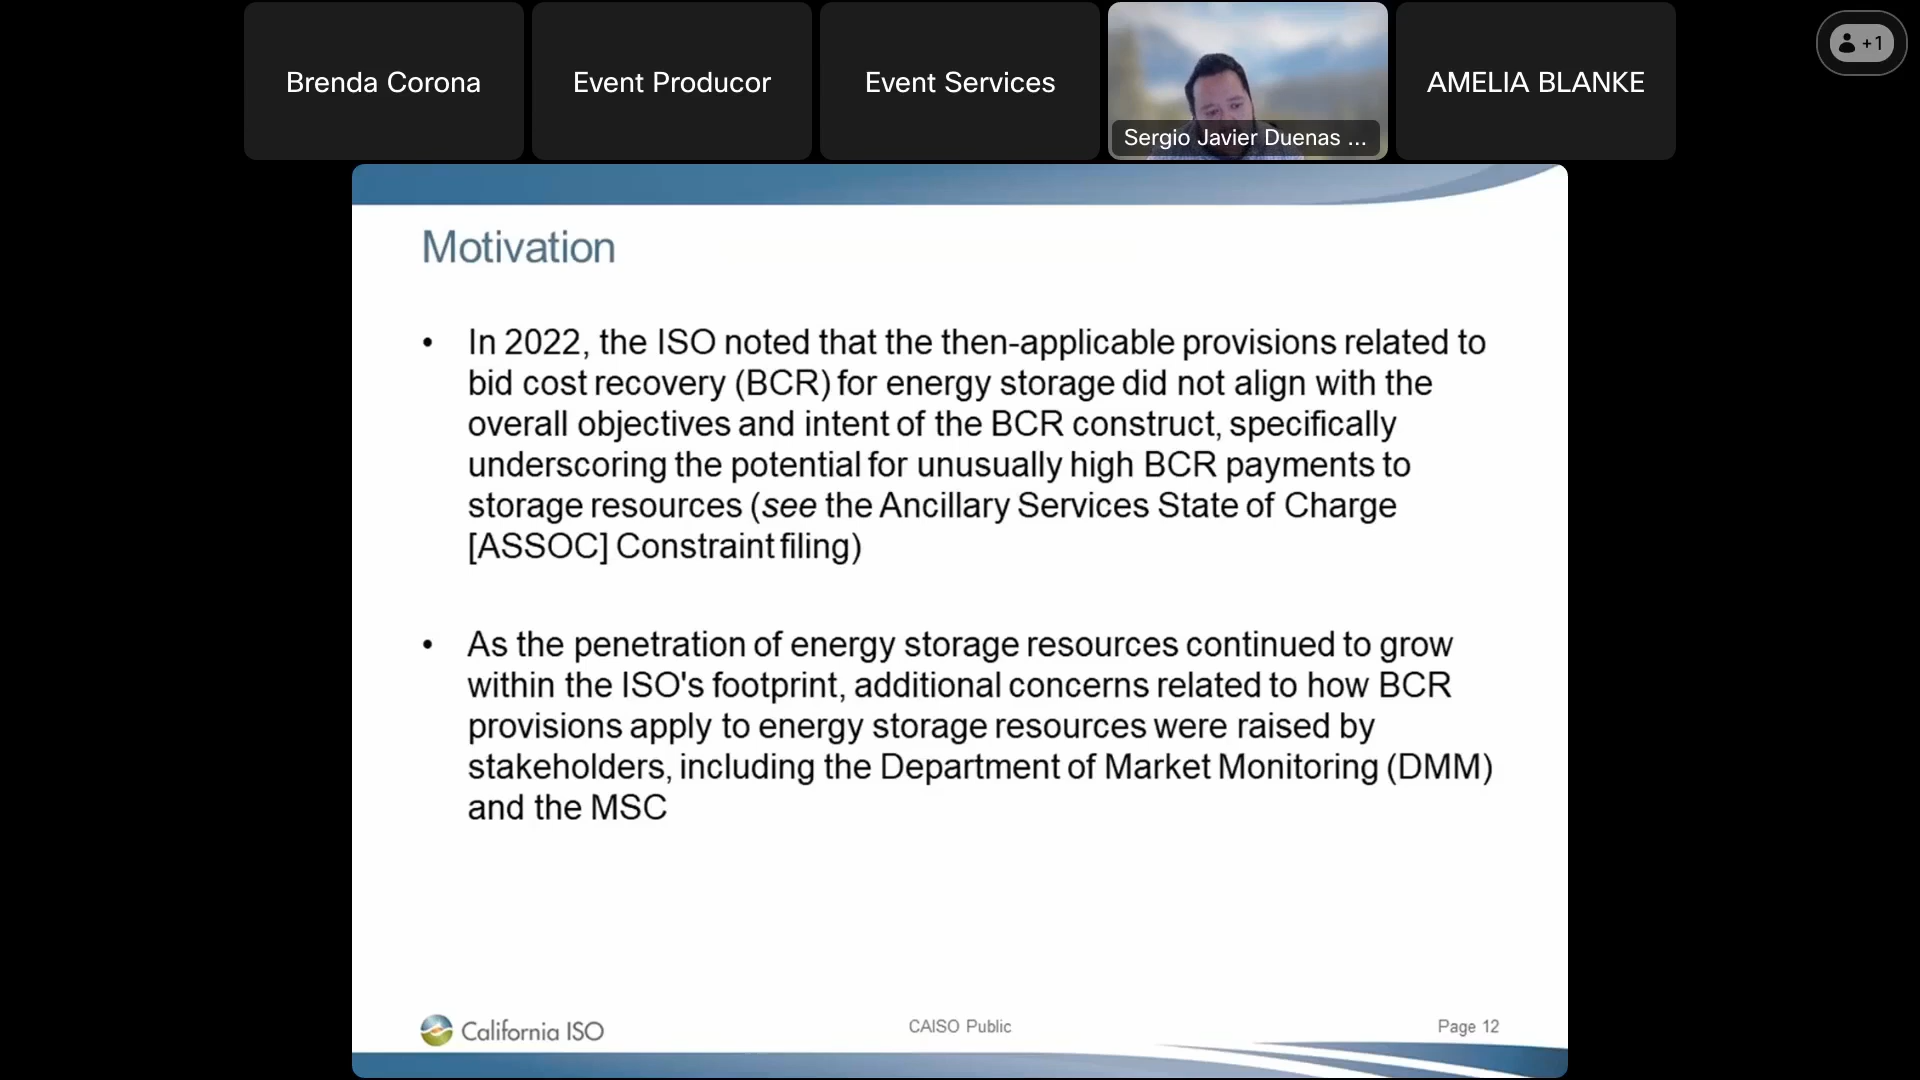 Brenda Corona
Event Producor
Event Services
Sergio Javier Duenas ...
AMELIA BLANKE
+1
Motivation
• In 2022, the ISO noted that the then-applicable provisions related to
bid cost recovery (BCR) for energy storage did not align with the
overall objectives and intent of the BCR construct, specifically
underscoring the potential for unusually high BCR payments to
storage resources (see the Ancillary Services State of Charge
[ASSOC] Constraint filing)
• As the penetration of energy storage resources continued to grow
within the ISO's footprint, additional concerns related to how BCR
provisions apply to energy storage resources were raised by
stakeholders, including the Department of Market Monitoring (DMM)
and the MSC
California ISO
CAISO Public
Page 12